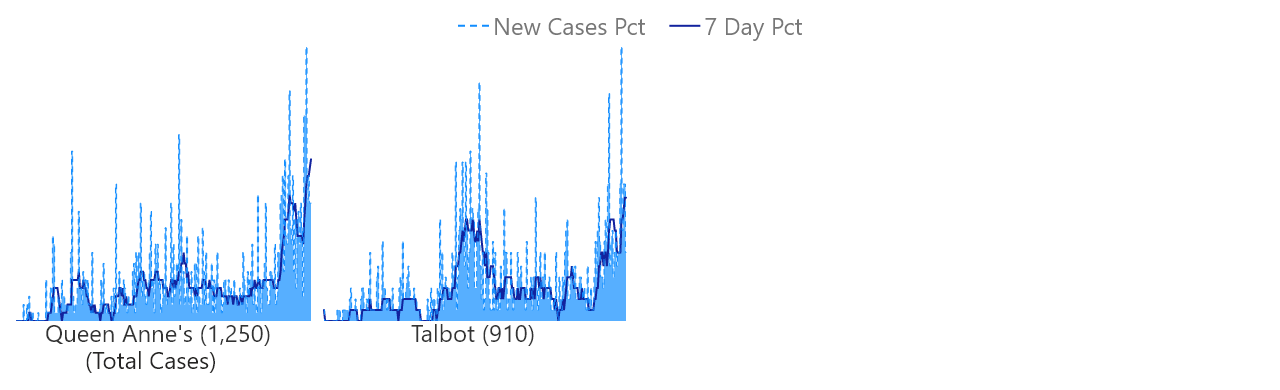 New Cases Pct 7 Day Pct
Queen Anne's (1,250) Talbot (910)
(Total Cases)